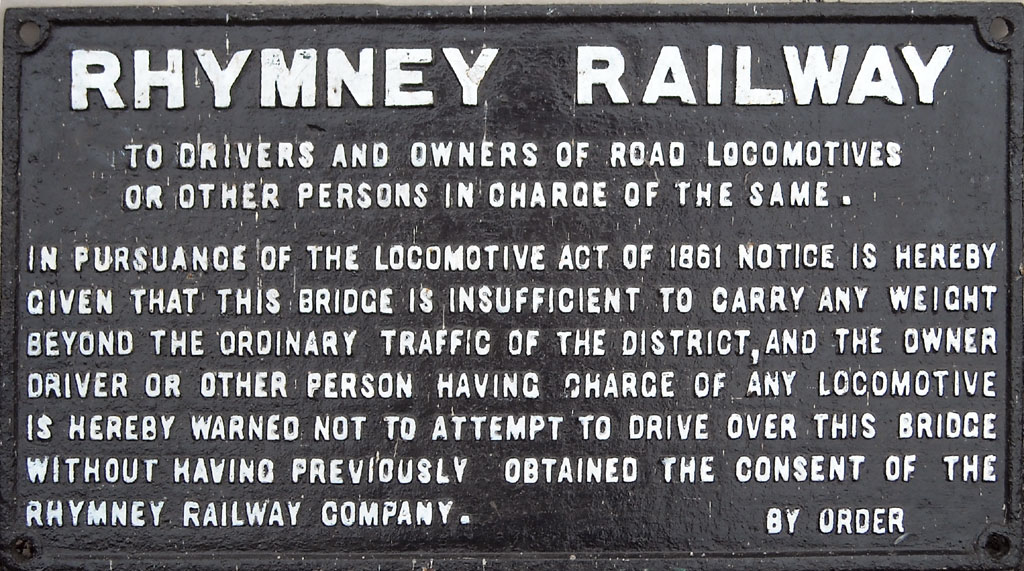 RHYMNEY RAILWAY
TO DRIVERS AND OWNERS OF ROAD LOCOMOTIVES
OR OTHER PERSONS IN CHARGE OF THE SAME.
IN PURSUANCE OF THE LOCOMOTIVE ACT OF 1861 NOTICE IS HEREBY
GIVEN THAT THIS BRIDGE IS INSUFFICIENT TO CARRY ANY WEIGHT
BEYOND THE ORDINARY TRAFFIC OF THE DISTRICT, AND THE OWNER
DRIVER OR OTHER PERSON HAVING CHARGE OF ANY LOCOMOTIVE
IS HEREBY WARNED NOT TO ATTEMPT TO DRIVE OVER THIS BRIDGE
WITHOUT HAVING PREVIOUSLY OBTAINED THE CONSENT OF THE
RHYMNEY RAILWAY COMPANY.
BY ORDER